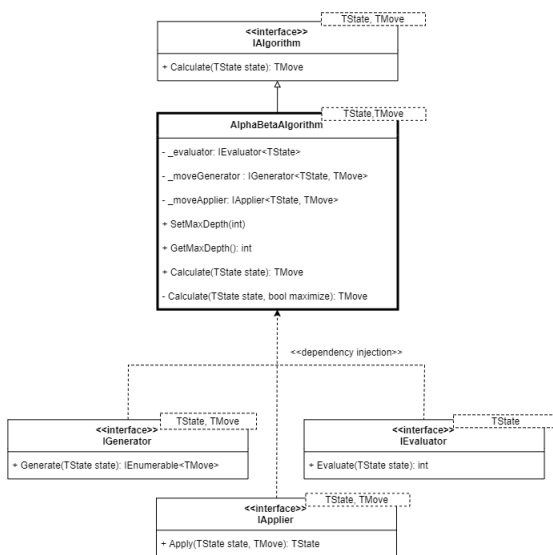 TState, TMove
<<interface>>
IAlgorithm
+ Calculate(TState state): TMove
TState,TMove
AlphaBetaAlgorithm
- _evaluator: IEvaluator<TState>
- _moveGenerator : IGenerator<TState, TMove>
- _moveApplier: IApplier<TState, TMove>
+ SetMaxDepth(int)
+ GetMaxDepth(): int
+ Calculate(TState state): TMove
- Calculate(TState state, bool maximize): TMove
<<dependency injection>>
TState, TMove
<<interface>>
IGenerator
+ Generate(TState state): IEnumerable<TMove>
TState
<<interface>>
IEvaluator
+ Evaluate(TState state): int
TState, TMove
<<interface>>
IApplier
+ Apply(TState state, TMove): TState